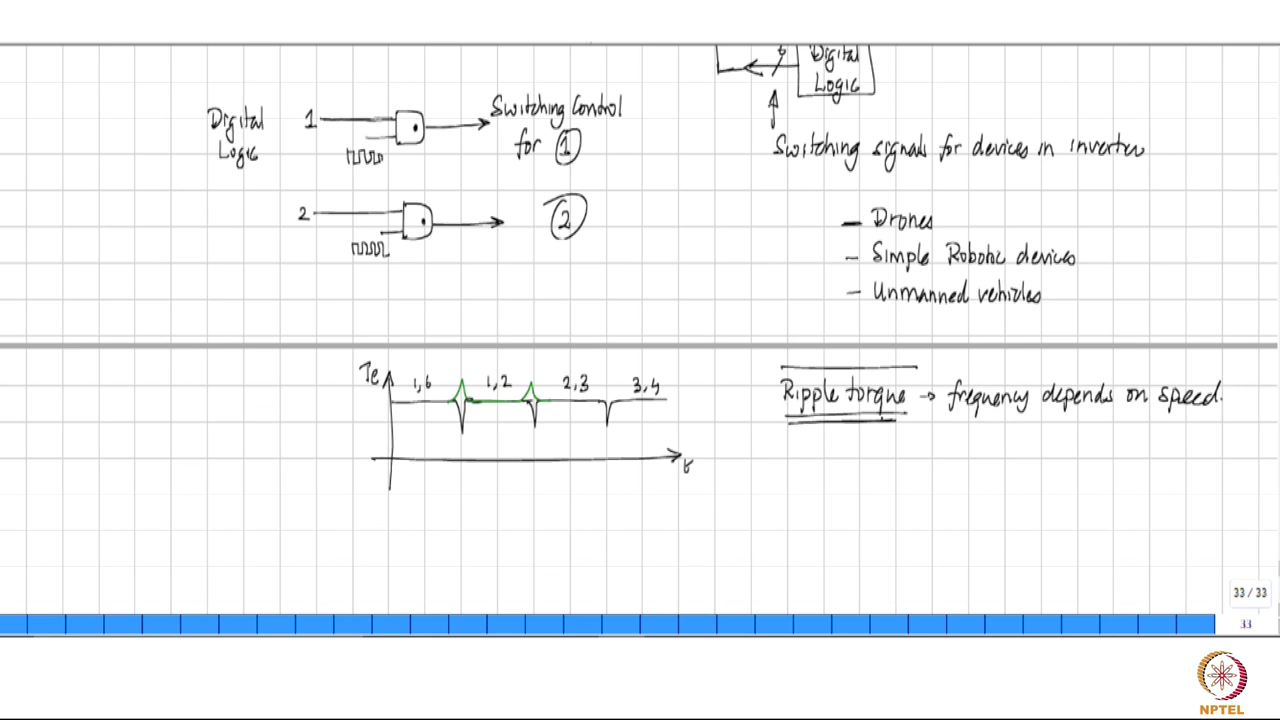 Digital
Logic
Digital
Logic
1
Switching Control
for 1
Switching signals for devices in inverter
2
2
- Drones
- Simple Robotic devices
- Unmanned vehicles
Te
1,6
1,2
2,3
3,4
t
Ripple torque → frequency depends on speed.
33 / 33
33
NPTEL